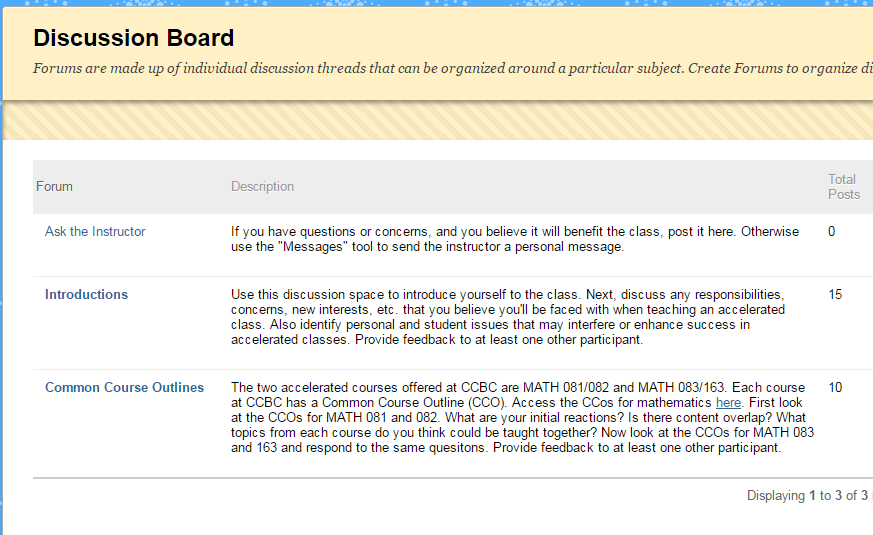 Discussion Board
Forums are made up of individual discussion threads that can be organized around a particular subject. Create Forums to organize
Forum Description Total
Posts
Ask the Instructor If you have questions or concerns, and you believe it will benefit the class, post it here. Otherwise 0
use the "Messages" tool to send the instructor a personal message.
Introductions Use this discussion space to introduce yourself to the class. Next, discuss any responsibilities, 15
concerns, new interests, etc. that you believe you'll be faced with when teaching an accelerated
class. Also identify personal and student issues that may interfere or enhance success in
accelerated classes. Provide feedback to at least one other participant.
Common Course Outlines The two accelerated courses offered at CCBC are MATH 081/082 and MATH 083/163. Each course 10
at CCBC has a Common Course Outline (CCO). Access the CCos for mathematics here. First look
at the CCOs for MATH 081 and 082. What are your initial reactions? Is there content overlap? What
topics from each course do you think could be taught together? Now look at the CCOs for MATH 083
and 163 and respond to the same quesitons. Provide feedback to at least one other participant.
Displaying 1 to 3 of 3